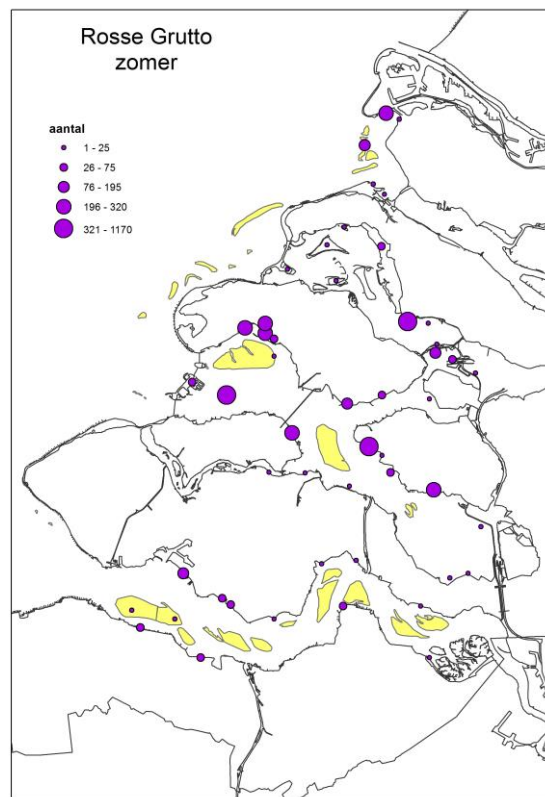 Rosse Grutto
zomer
aantal
1 - 25
26 - 75
76 - 195
196 - 320
321 - 1170